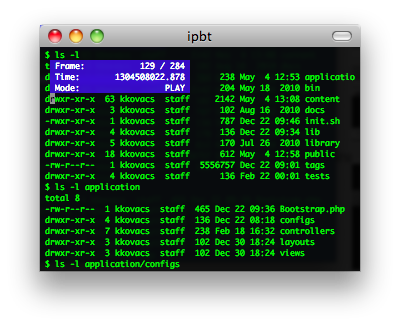 ipbt
$ ls -l
t
Frame: 129 / 284
Time: 1304508022.878
Mode: PLAY
238 May  4 12:53 applicatio
204 May 18  2010 bin
drwxr-xr-x  63 kkovacs  staff     2142 May  4 13:08 content
drwxr-xr-x   3 kkovacs  staff      102 Aug 16  2010 docs
-rwxr-xr-x   1 kkovacs  staff      787 Dec 22 09:46 init.sh
drwxr-xr-x   4 kkovacs  staff      136 Dec 22 09:34 lib
drwxr-xr-x   5 kkovacs  staff      170 Jul 26  2010 library
drwxr-xr-x  18 kkovacs  staff      612 May  4 12:58 public
-rw-r--r--   1 kkovacs  staff  5556757 Dec 22 09:01 tags
drwxr-xr-x   4 kkovacs  staff      136 Feb 22 00:01 tests
$ ls -l application
total 8
-rw-r--r--  1 kkovacs  staff  465 Dec 22 09:36 Bootstrap.php
drwxr-xr-x  4 kkovacs  staff  136 Dec 22 08:18 configs
drwxr-xr-x  7 kkovacs  staff  238 Feb 18 16:32 controllers
drwxr-xr-x  3 kkovacs  staff  102 Dec 30 18:24 layouts
drwxr-xr-x  3 kkovacs  staff  102 Dec 30 18:24 views
$ ls -l application/configs